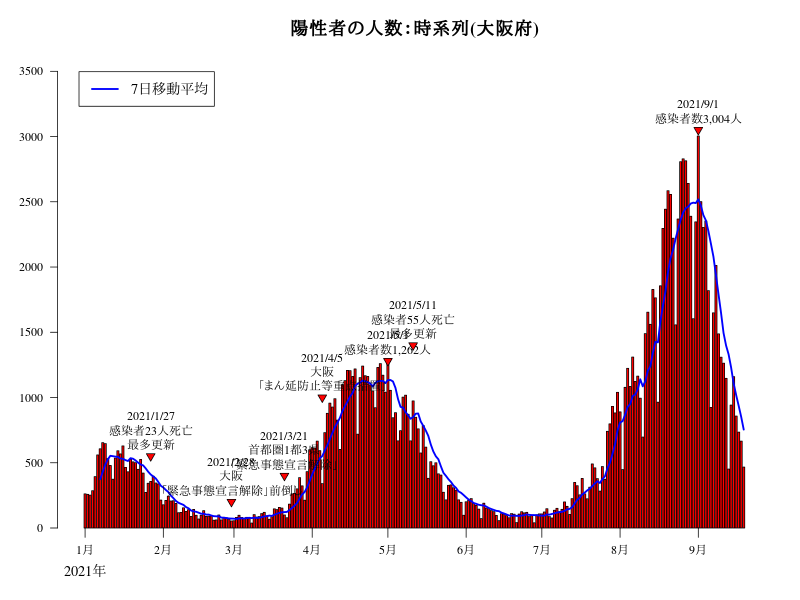 陽性者の人数：時系列(大阪府)
3500
3000
2500
2000
1500
1000
500
0
7日移動平均
2021/9/1
感染者数3,004人
2021/5/11
感染者55人死亡
最多更新
感染者数1,262人
2021/4/5
大阪
「まん延防止等重
2021/3/21
首都圏1都3
緊急事態宣言解除
2021/2/28
大阪
「緊急事態宣言解除」前倒し
2021/1/27
感染者23人死亡
最多更新
1月
2月
3月
4月
5月
6月
7月
8月
9月
2021年